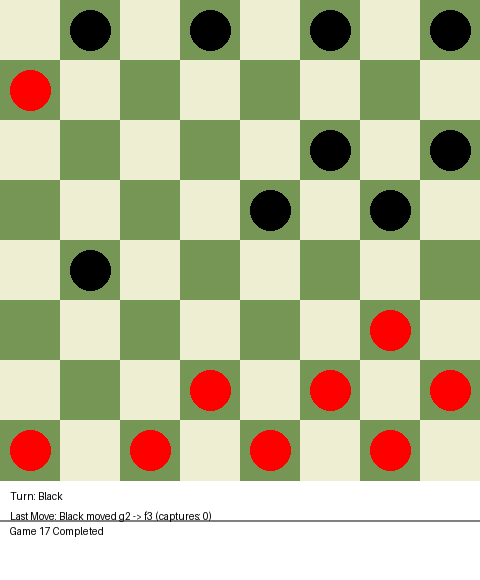 Turn: Black
Last Move: Black moved g2 -> f3 (captures: 0)
Game 17 Completed